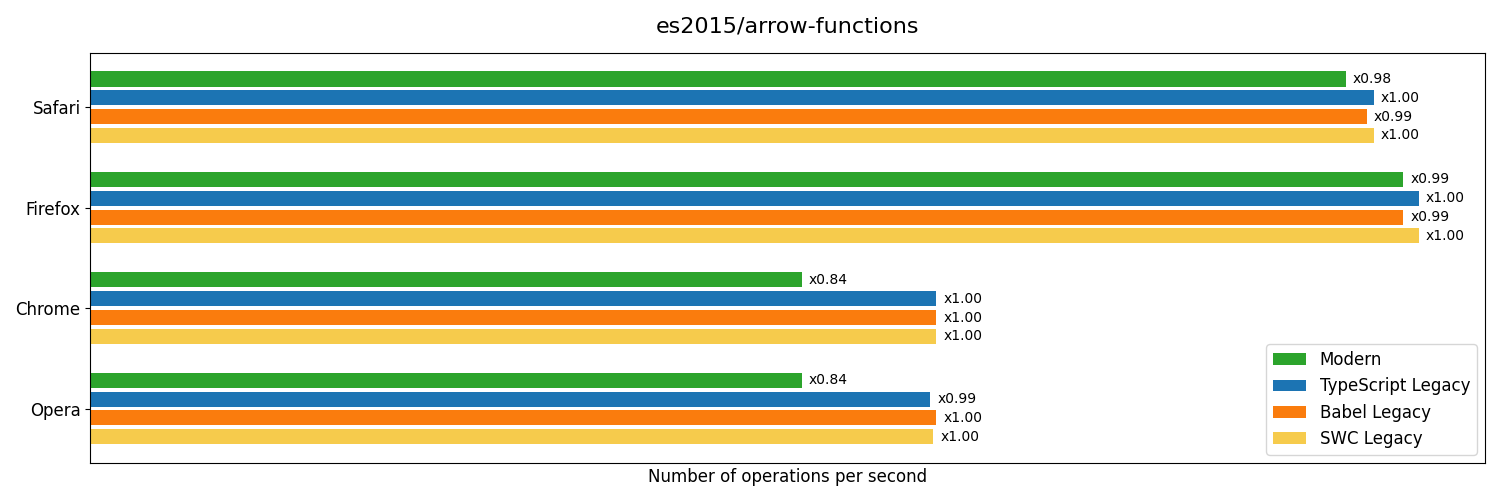 es2015/arrow-functions
Safari
x0.98
x1.00
x0.99
x1.00
Firefox
x0.99
x1.00
x0.99
x1.00
Chrome
x0.84
x1.00
x1.00
x1.00
Opera
x0.84
x0.99
x1.00
x1.00
Modern
TypeScript Legacy
Babel Legacy
SWC Legacy
Number of operations per second